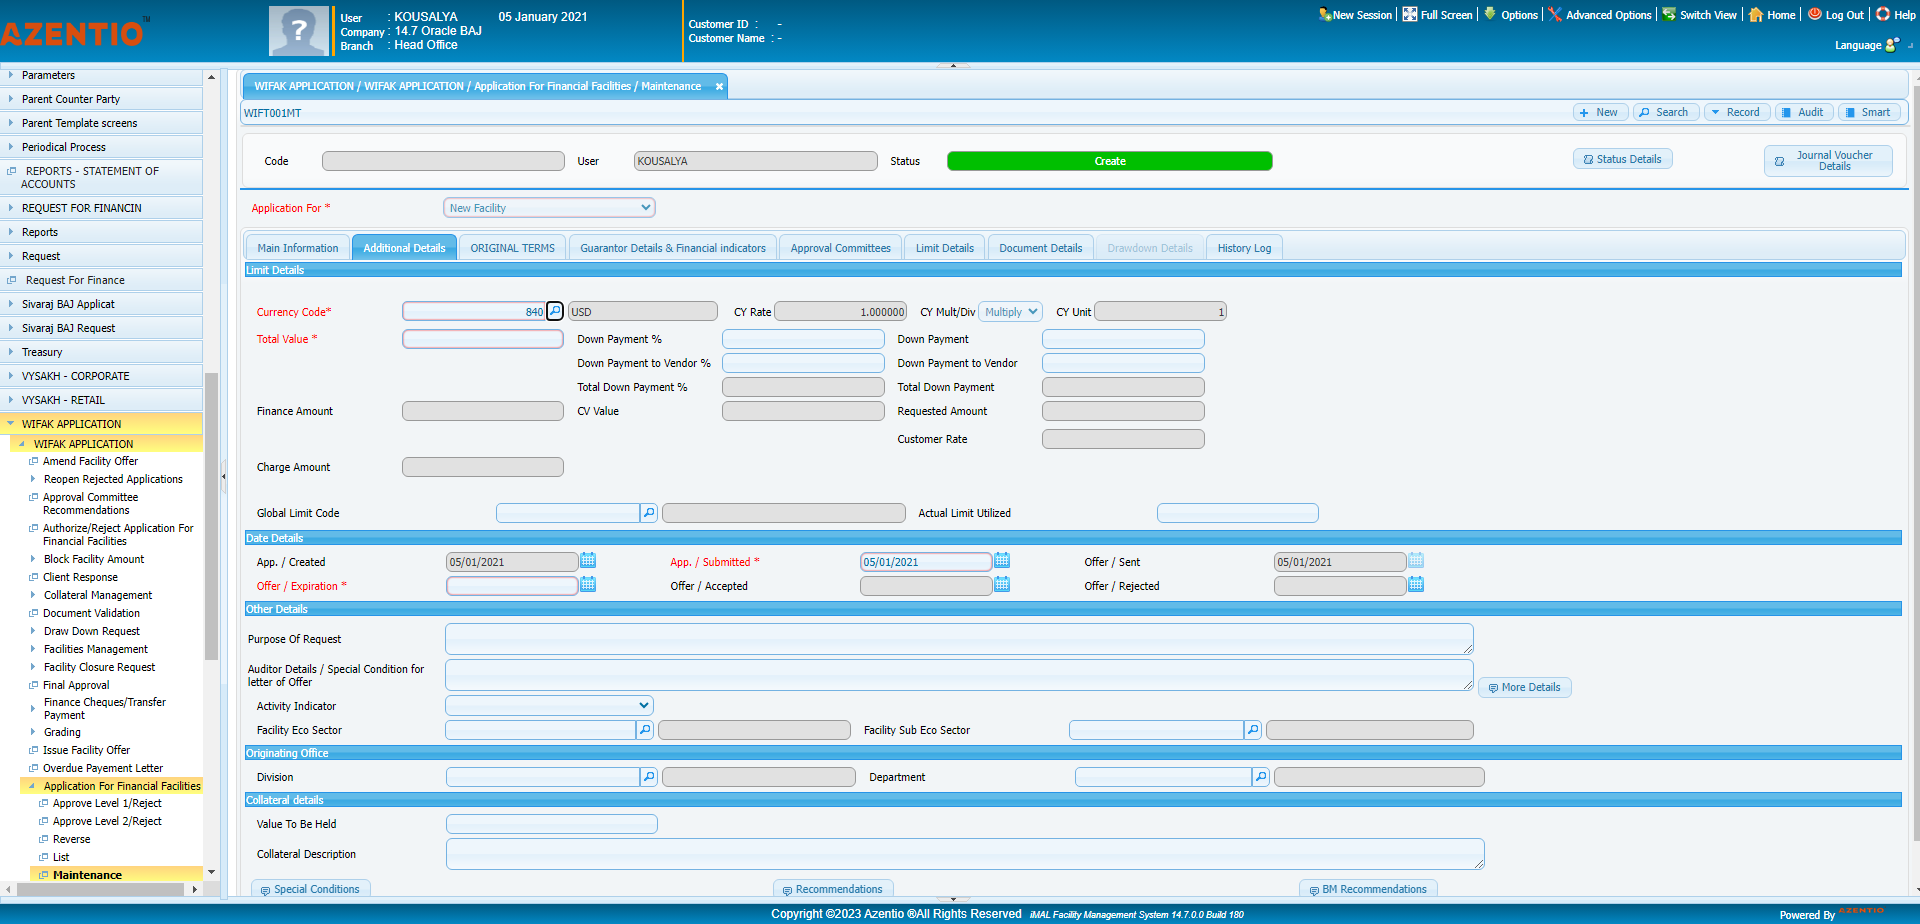 AZENTIO™
User : KOUSALYA 05 January 2021
Company : 14.7 Oracle BAJ
Branch : Head Office
Customer ID : -
Customer Name : -
New Session Full Screen Options Advanced Options Switch View Home Log Out Help
Language
Parameters
Parent Counter Party
Parent Template screens
Periodical Process
REPORTS - STATEMENT OF
ACCOUNTS
REQUEST FOR FINANCIN
Reports
Request
Request For Finance
Sivaraj BAJ Applicat
Sivaraj BAJ Request
Treasury
VYSAKH - CORPORATE
VYSAKH - RETAIL
WIFAK APPLICATION
WIFAK APPLICATION
Amend Facility Offer
Reopen Rejected Applications
Approval Committee
Recommendations
Authorize/Reject Application For
Financial Facilities
Block Facility Amount
Client Response
Collateral Management
Document Validation
Draw Down Request
Facilities Management
Facility Closure Request
Final Approval
Finance Cheques/Transfer
Payment
Grading
Issue Facility Offer
Overdue Payment Letter
Application For Financial Facilities
Approve Level 1/Reject
Approve Level 2/Reject
Reverse
List
Maintenance
WIFAK APPLICATION / WIFAK APPLICATION / Application For Financial Facilities / Maintenance
WIFT001MT
New Search Record Audit Smart
Code User KOUSALYA Status Create Status Details Journal Voucher
Details
Application For * New Facility
Main Information Additional Details ORIGINAL TERMS Guarantor Details & Financial indicators Approval Committees Limit Details Document Details Drawdown Details History Log
Limit Details
Currency Code* 840 USD CY Rate 1.000000 CY Mult/Div Multiply CY Unit 1
Total Value * Down Payment % Down Payment
Down Payment to Vendor % Down Payment to Vendor
Total Down Payment % Total Down Payment
Finance Amount CV Value Requested Amount
Customer Rate
Charge Amount
Global Limit Code Actual Limit Utilized
Date Details
App. / Created 05/01/2021 App. / Submitted * 05/01/2021 Offer / Sent 05/01/2021
Offer / Expiration * Offer / Accepted Offer / Rejected
Other Details
Purpose Of Request
Auditor Details / Special Condition for
letter of Offer
More Details
Activity Indicator
Facility Eco Sector Facility Sub Eco Sector
Originating Office
Division Department
Collateral details
Value To Be Held
Collateral Description
Special Conditions Recommendations BM Recommendations
Copyright ©2023 Azentio ®All Rights Reserved iMAL Facility Management System 14.7.0.0 Build 180
Powered By AZENTIO